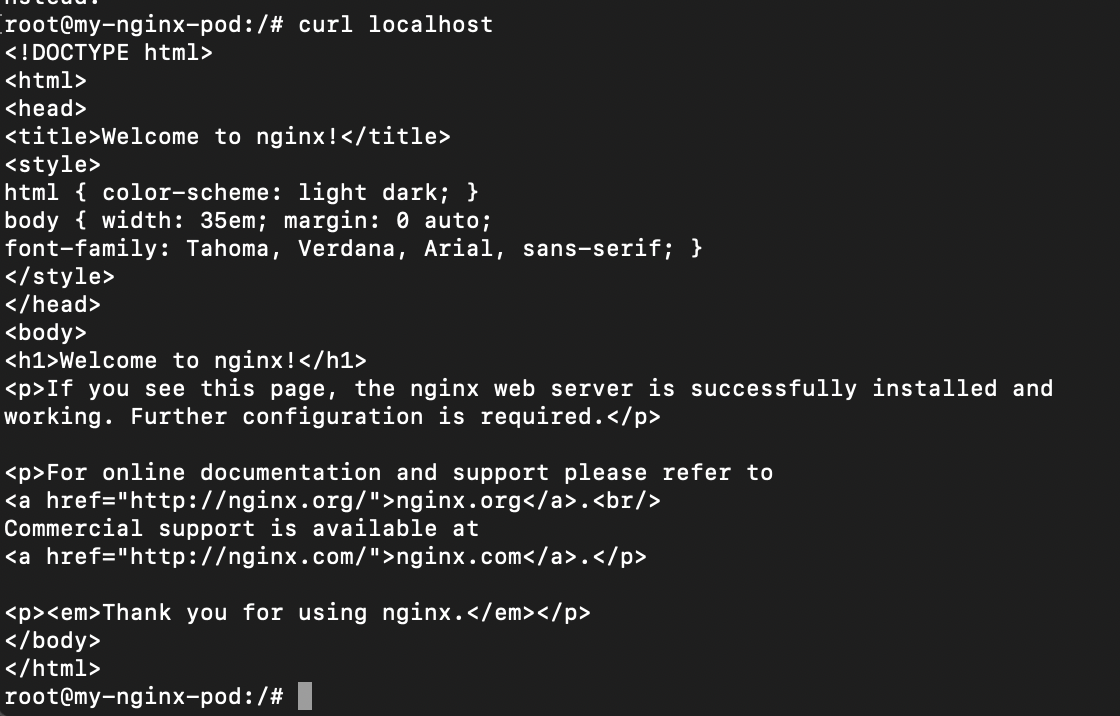 nstead.
root@my-nginx-pod:/# curl localhost
<!DOCTYPE html>
<html>
<head>
<title>Welcome to nginx!</title>
<style>
html { color-scheme: light dark; }
body { width: 35em; margin: 0 auto;
font-family: Tahoma, Verdana, Arial, sans-serif; }
</style>
</head>
<body>
<h1>Welcome to nginx!</h1>
<p>If you see this page, the nginx web server is successfully installed and
working. Further configuration is required.</p>

<p>For online documentation and support please refer to
<a href="http://nginx.org/">nginx.org</a>.<br/>
Commercial support is available at
<a href="http://nginx.com/">nginx.com</a>.</p>

<p><em>Thank you for using nginx.</em></p>
</body>
</html>
root@my-nginx-pod:/#